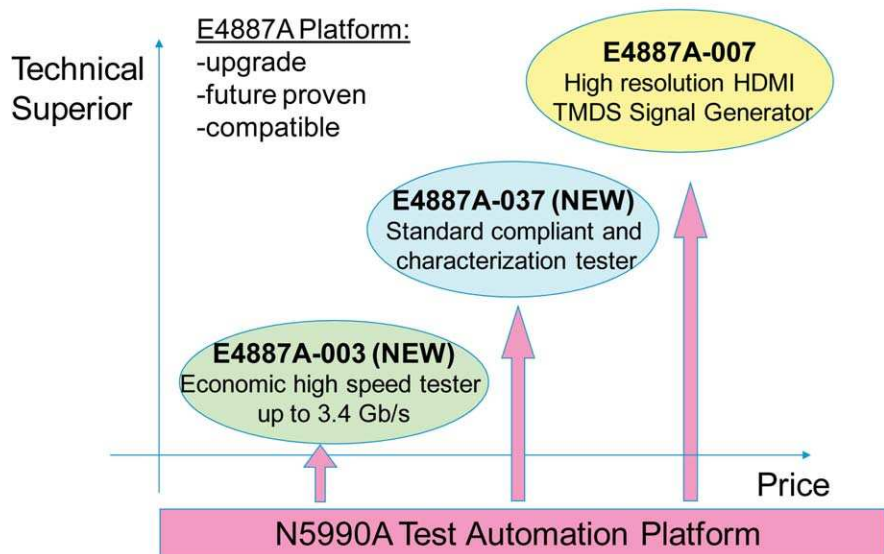 E4887A Platform:
-upgrade
-future proven
-compatible
Technical
Superior
E4887A-007
High resolution HDMI
TMDS Signal Generator
E4887A-037 (NEW)
Standard compliant and
characterization tester
E4887A-003 (NEW)
Economic high speed tester
up to 3.4 Gb/s
Price
N5990A Test Automation Platform